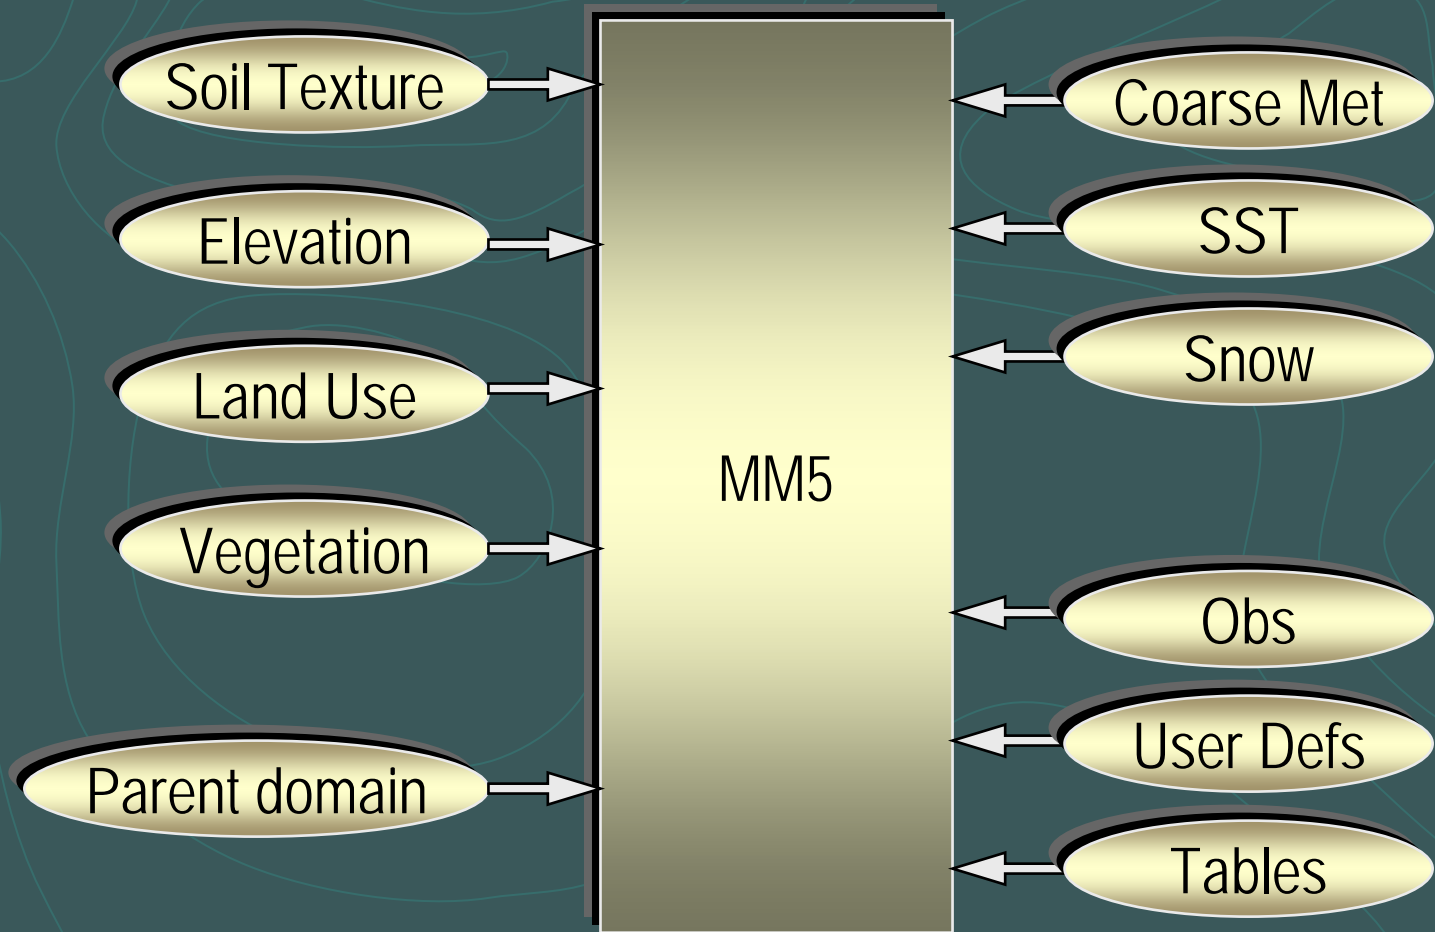 Soil Texture
Elevation
Land Use
Vegetation
Parent domain
MM5
Coarse Met
SST
Snow
Obs
User Defs
Tables